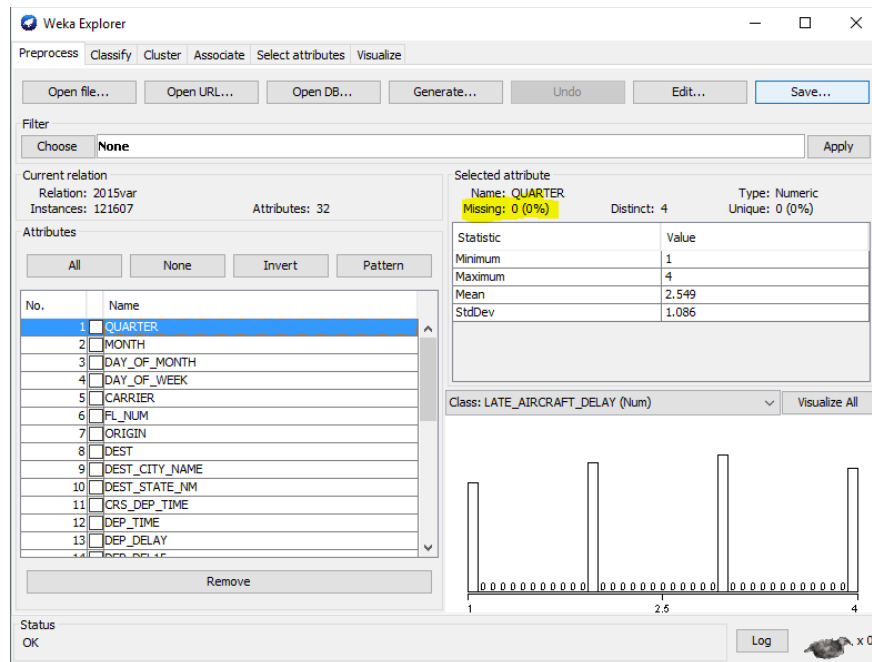 Weka Explorer
Preprocess Classify Cluster Associate Select attributes Visualize
Open file... Open URL... Open DB... Generate... Undo Edit... Save...
Filter
Choose None Apply
Current relation
Relation: 2015var
Instances: 121607 Attributes: 32
Attributes
All None Invert Pattern
No. Name
1 QUARTER
2 MONTH
3 DAY_OF_MONTH
4 DAY_OF_WEEK
5 CARRIER
6 FL_NUM
7 ORIGIN
8 DEST
9 DEST_CITY_NAME
10 DEST_STATE_NM
11 CRS_DEP_TIME
12 DEP_TIME
13 DEP_DELAY
Remove
Selected attribute
Name: QUARTER Type: Numeric
Missing: 0 (0%) Distinct: 4 Unique: 0 (0%)
Statistic Value
Minimum 1
Maximum 4
Mean 2.549
StdDev 1.086
Class: LATE_AIRCRAFT_DELAY (Num) Visualize All
0 0 0 0 0 0 0 0 0 0 0 0 0 0 0 0 0 0 0 0 0 0 0 0 0 0 0 0 0 0 0 0 0
1 2.5 4
Status
OK Log x 0